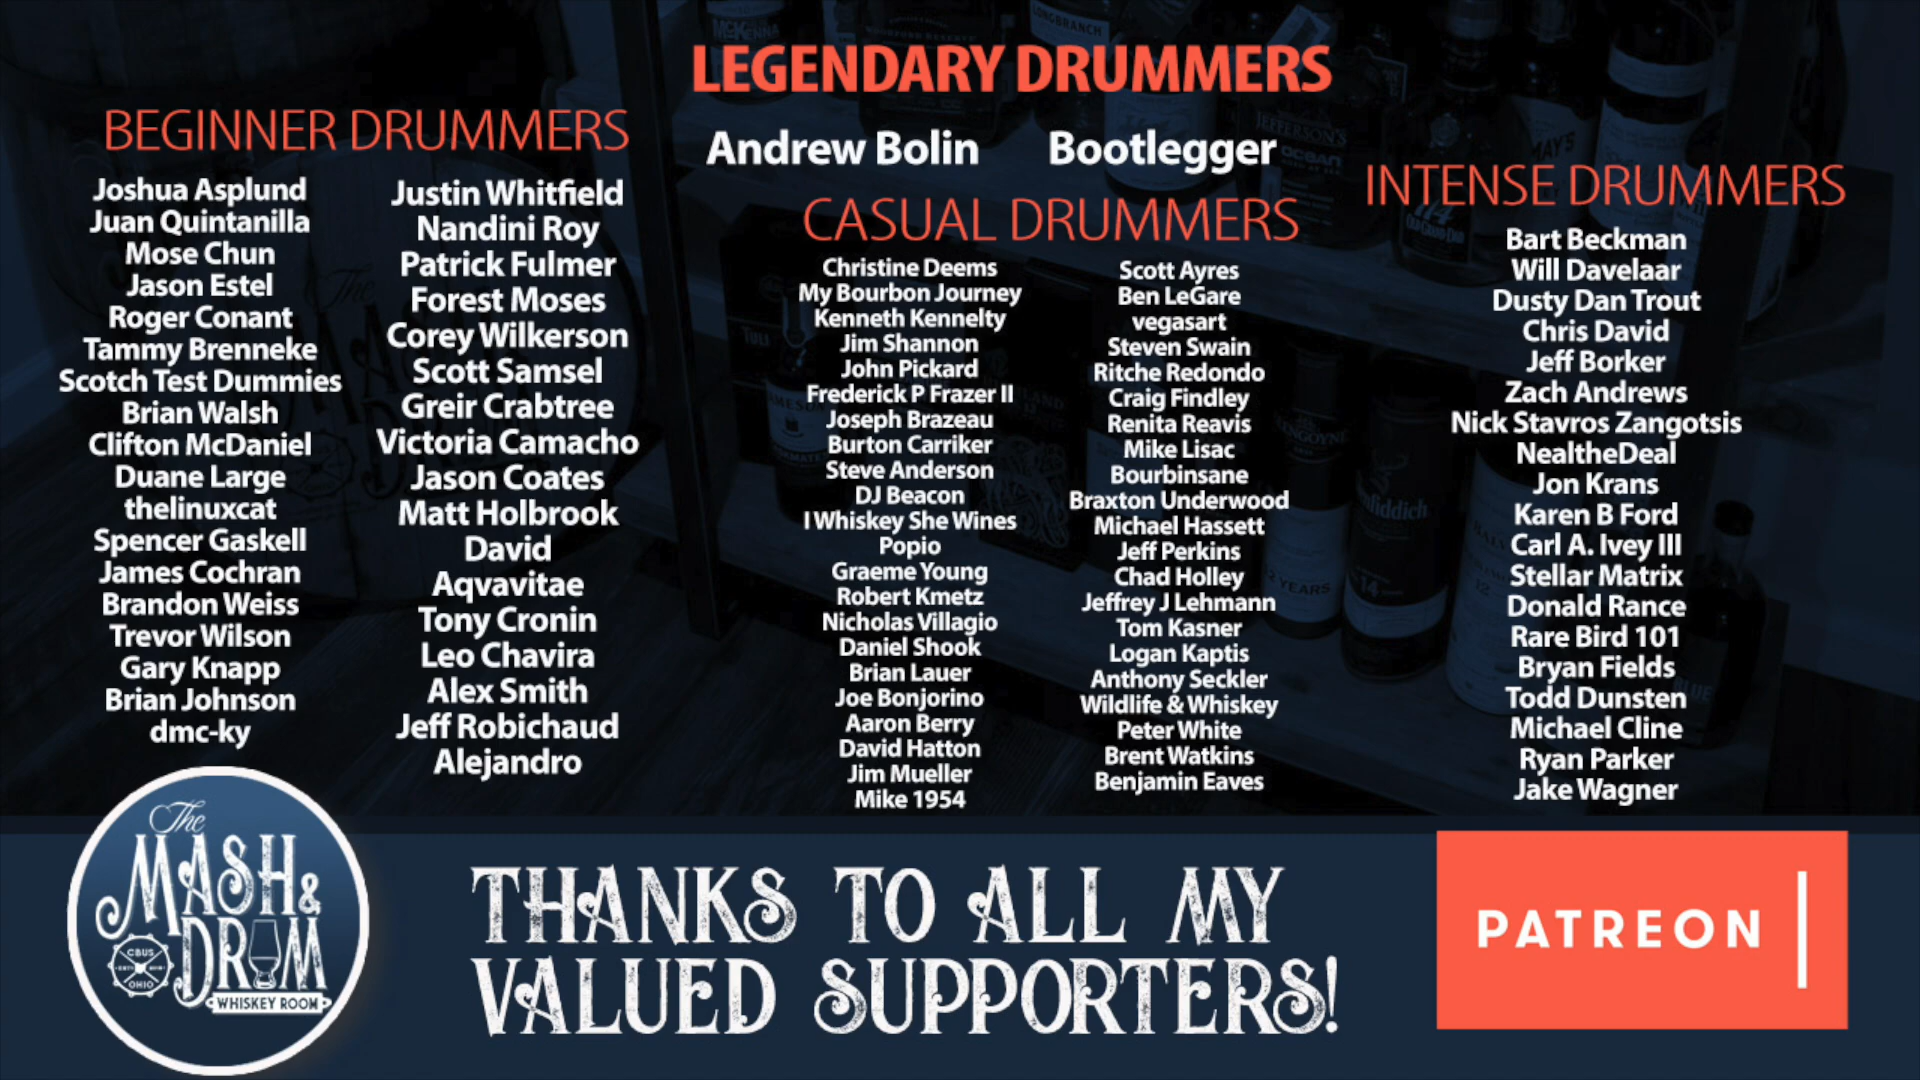 LEGENDARY DRUMMERS
Andrew Bolin
Bootlegger
BEGINNER DRUMMERS
Joshua Asplund
Juan Quintanilla
Mose Chun
Jason Estel
Roger Conant
Tammy Brenneke
Scotch Test Dummies
Brian Walsh
Clifton McDaniel
Duane Large
thelinuxcat
Spencer Gaskell
James Cochran
Brandon Weiss
Trevor Wilson
Gary Knapp
Brian Johnson
dmc-ky
Justin Whitfield
Nandini Roy
Patrick Fulmer
Forest Moses
Corey Wilkerson
Scott Samsel
Greir Crabtree
Victoria Camacho
Jason Coates
Matt Holbrook
David
Aqvavitae
Tony Cronin
Leo Chavira
Alex Smith
Jeff Robichaud
Alejandro
CASUAL DRUMMERS
Christine Deems
My Bourbon Journey
Kenneth Kennelty
Jim Shannon
John Pickard
Frederick P Frazer II
Joseph Brazeau
Burton Carriker
Steve Anderson
DJ Beacon
I Whiskey She Wines
Popio
Graeme Young
Robert Kmetz
Nicholas Villagio
Daniel Shook
Brian Lauer
Joe Bonjorino
Aaron Berry
David Hatton
Jim Mueller
Mike 1954
Scott Ayres
Ben LeGare
vegasart
Steven Swain
Ritche Redondo
Craig Findley
Renita Reavis
Mike Lisac
Bourbinsane
Braxton Underwood
Michael Hassett
Jeff Perkins
Chad Holley
Jeffrey J Lehmann
Tom Kasner
Logan Kaptis
Anthony Seckler
Wildlife & Whiskey
Peter White
Brent Watkins
Benjamin Eaves
INTENSE DRUMMERS
Bart Beckman
Will Davelaar
Dusty Dan Trout
Chris David
Jeff Borker
Zach Andrews
Nick Stavros Zangotsis
NealtheDeal
Jon Krans
Karen B Ford
Carl A. Ivey III
Stellar Matrix
Donald Rance
Rare Bird 101
Bryan Fields
Todd Dunsten
Michael Cline
Ryan Parker
Jake Wagner
The
MASH &
DRUM
CBUS
OHIO
WHISKEY ROOM
THANKS TO ALL MY
VALUED SUPPORTERS!
PATREON